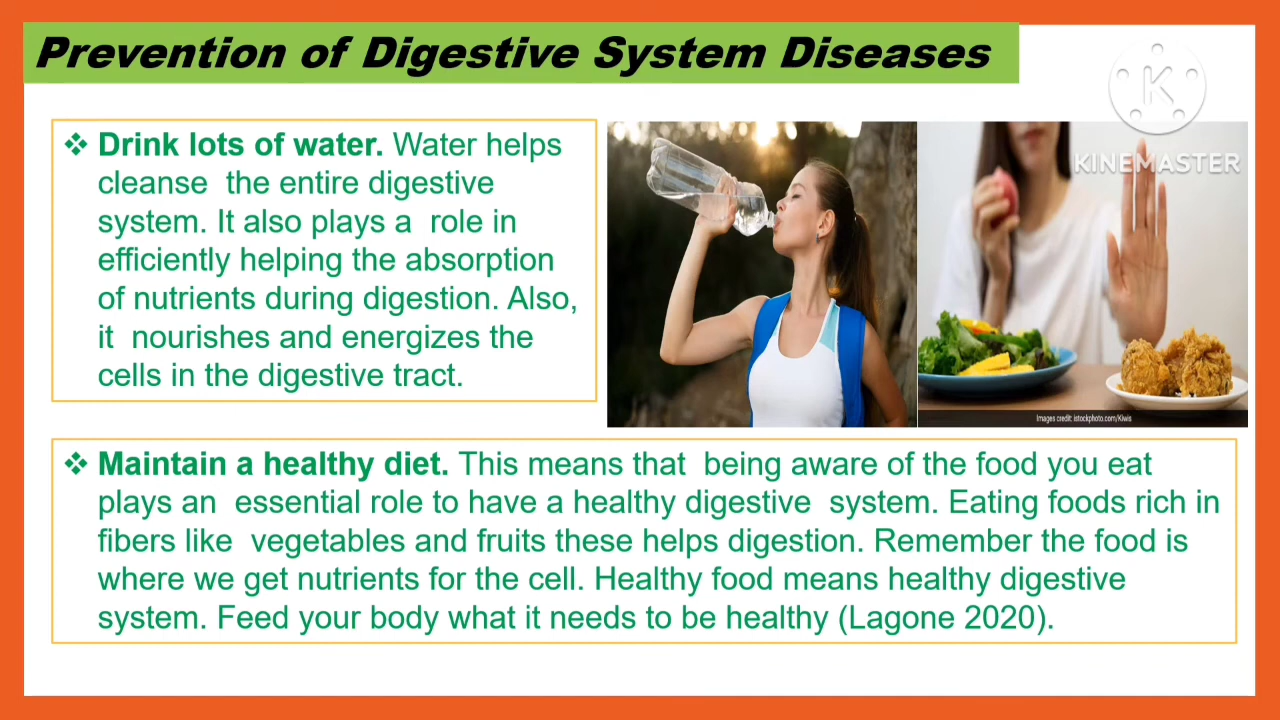 Prevention of Digestive System Diseases
❖ Drink lots of water. Water helps
cleanse the entire digestive
system. It also plays a role in
efficiently helping the absorption
of nutrients during digestion. Also,
it nourishes and energizes the
cells in the digestive tract.
K
KINEMASTER
Images credit: istockphoto.com/Kiwis
❖ Maintain a healthy diet. This means that being aware of the food you eat
plays an essential role to have a healthy digestive system. Eating foods rich in
fibers like vegetables and fruits these helps digestion. Remember the food is
where we get nutrients for the cell. Healthy food means healthy digestive
system. Feed your body what it needs to be healthy (Lagone 2020).